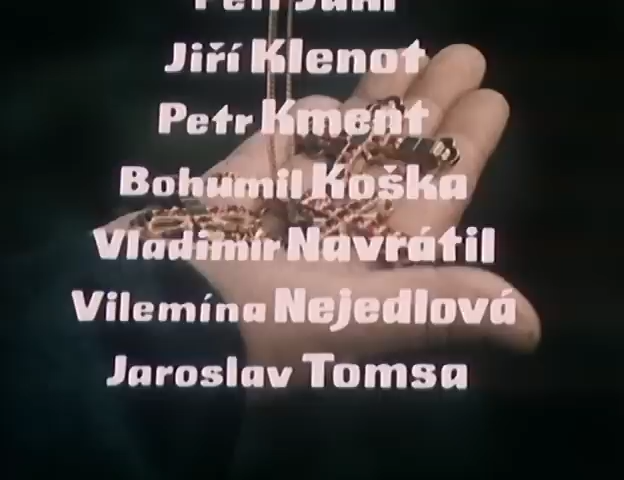 Jiří Klenot
Petr Kment
Bohumil Koška
Vladimír Navrátil
Vilemína Nejedlová
Jaroslav Tomsa